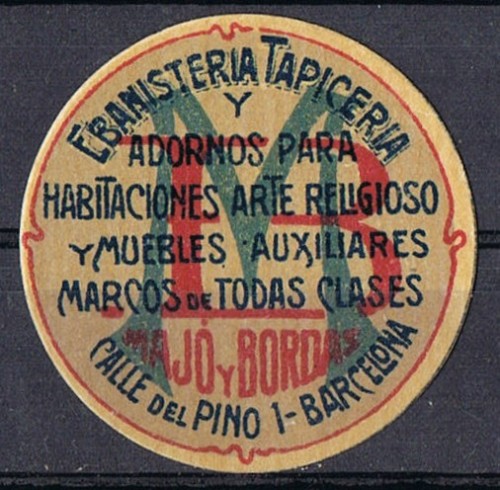 EBANISTERIA TAPICERIA
Y
ADORNOS PARA
HABITACIONES ARTE RELIGIOSO
Y MUEBLES AUXILIARES
MARCOS DE TODAS CLASES
MAJÓ Y BORDAS
CALLE DEL PINO 1-BARCELONA
MB